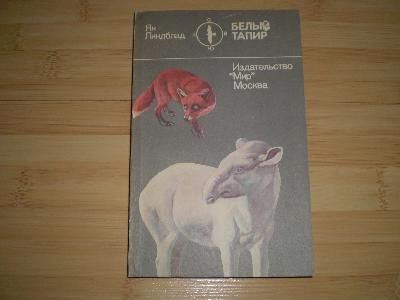 Ян
Линдблад
Ю
БЕЛЫЙ
ТАПИР
Издательство
"Мир"
Москва